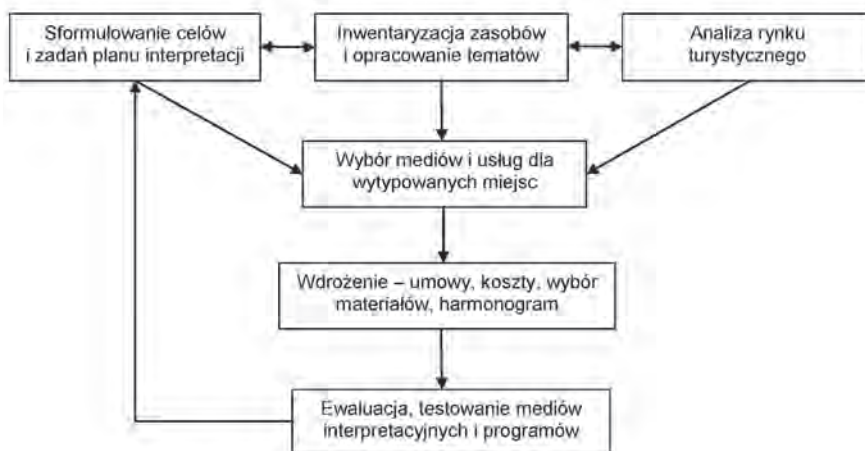 Sformułowanie celów
i zadań planu interpretacji
Inwentaryzacja zasobów
i opracowanie tematów
Analiza rynku
turystycznego
Wybór mediów i usług dla
wytypowanych miejsc
Wdrożenie – umowy, koszty, wybór
materiałów, harmonogram
Ewaluacja, testowanie mediów
interpretacyjnych i programów